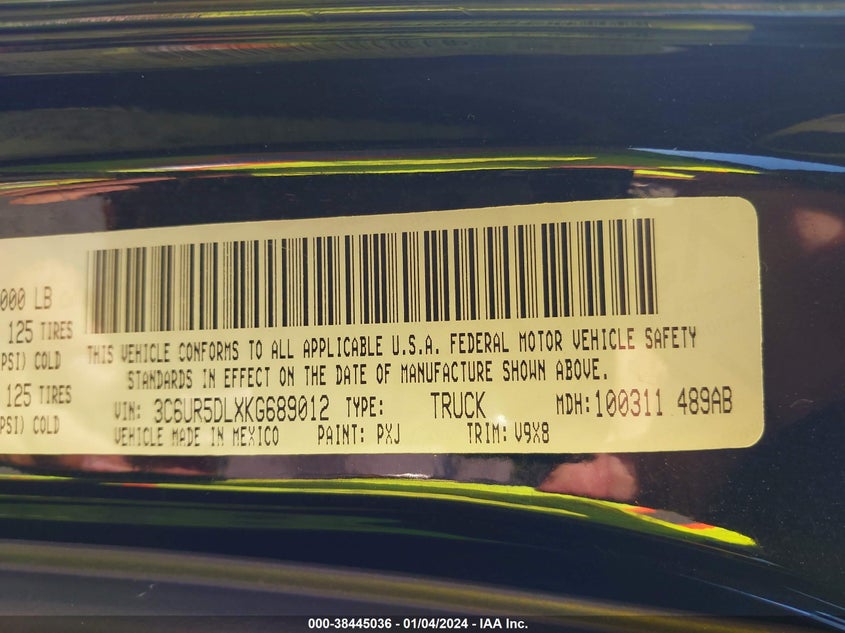 000 LB
125 TIRES
PSI) COLD
125 TIRES
PSI) COLD
THIS VEHICLE CONFORMS TO ALL APPLICABLE U.S.A. FEDERAL MOTOR VEHICLE SAFETY
STANDARDS IN EFFECT ON THE DATE OF MANUFACTURE SHOWN ABOVE.
VIN: 3C6UR5DLXKG689012 TYPE: TRUCK MDH:100311 489AB
VEHICLE MADE IN MEXICO PAINT: PXJ TRIM: V9X8
000-38445036 - 01/04/2024 - IAA Inc.